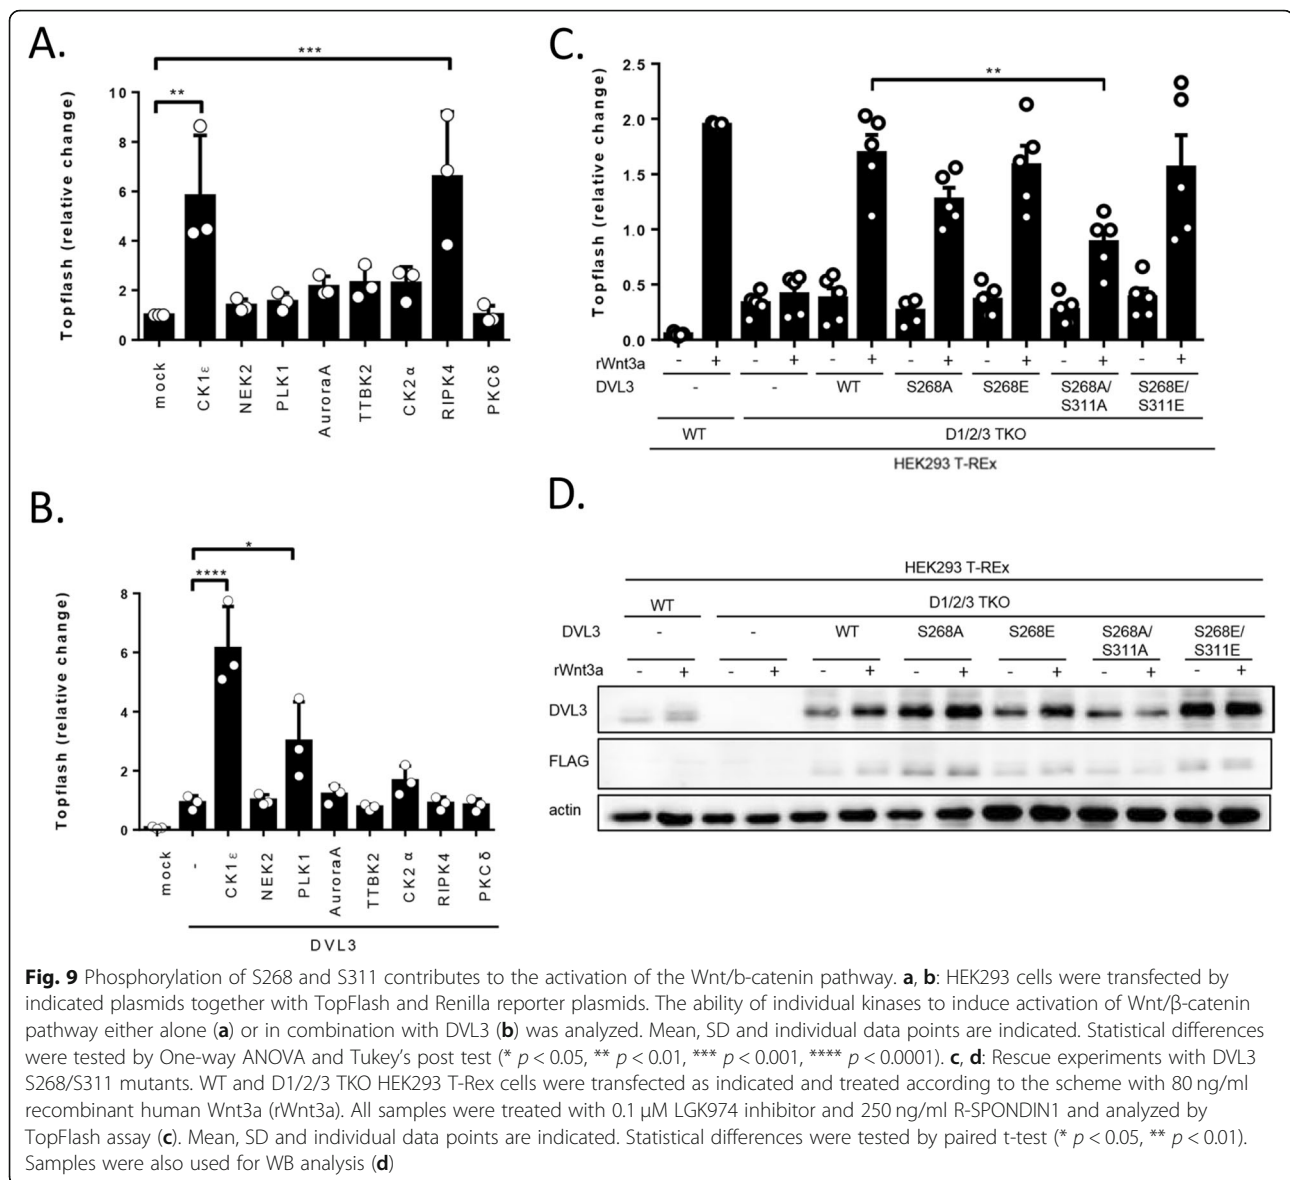 A.
***
**
Topflash (relative change)
10
8
6
4
2
0
mock
CK1ε
NEK2
PLK1
AuroraA
TTBK2
CK2α
RIPK4
PKCδ
B.
*
****
Topflash (relative change)
8
6
4
2
0
mock
-
CK1ε
NEK2
PLK1
AuroraA
TTBK2
CK2α
RIPK4
PKCδ
DVL3
C.
**
Topflash (relative change)
2.5
2.0
1.5
1.0
0.5
0.0
rWnt3a - + - + - + - + - + - + - +
DVL3 - - WT S268A S268E S268A/ S268E/
S311A S311E
WT D1/2/3 TKO
HEK293 T-REx
D.
HEK293 T-REx
WT D1/2/3 TKO
DVL3 - - WT S268A S268E S268A/ S268E/
S311A S311E
rWnt3a - + - + - + - + - + - + - +
DVL3
FLAG
actin
Fig. 9 Phosphorylation of S268 and S311 contributes to the activation of the Wnt/b-catenin pathway. a, b: HEK293 cells were transfected by
indicated plasmids together with TopFlash and Renilla reporter plasmids. The ability of individual kinases to induce activation of Wnt/β-catenin
pathway either alone (a) or in combination with DVL3 (b) was analyzed. Mean, SD and individual data points are indicated. Statistical differences
were tested by One-way ANOVA and Tukey's post test (* p < 0.05, ** p < 0.01, *** p < 0.001, **** p < 0.0001). c, d: Rescue experiments with DVL3
S268/S311 mutants. WT and D1/2/3 TKO HEK293 T-Rex cells were transfected as indicated and treated according to the scheme with 80 ng/ml
recombinant human Wnt3a (rWnt3a). All samples were treated with 0.1 μM LGK974 inhibitor and 250 ng/ml R-SPONDIN1 and analyzed by
TopFlash assay (c). Mean, SD and individual data points are indicated. Statistical differences were tested by paired t-test (* p < 0.05, ** p < 0.01).
Samples were also used for WB analysis (d)